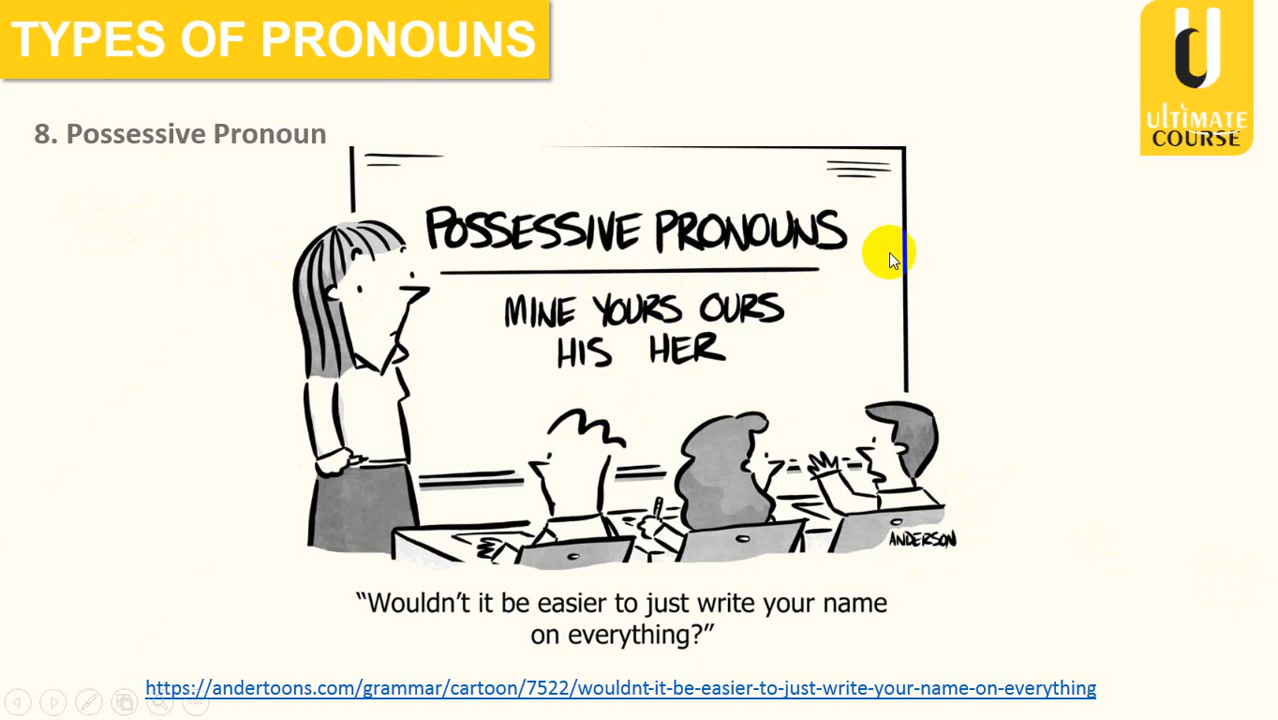 TYPES OF PRONOUNS
ULTIMATE
COURSE
8. Possessive Pronoun
POSSESSIVE PRONOUNS
MINE YOURS OURS
HIS HER
ANDERSON
“Wouldn’t it be easier to just write your name
on everything?”
https://andertoons.com/grammar/cartoon/7522/wouldnt-it-be-easier-to-just-write-your-name-on-everything